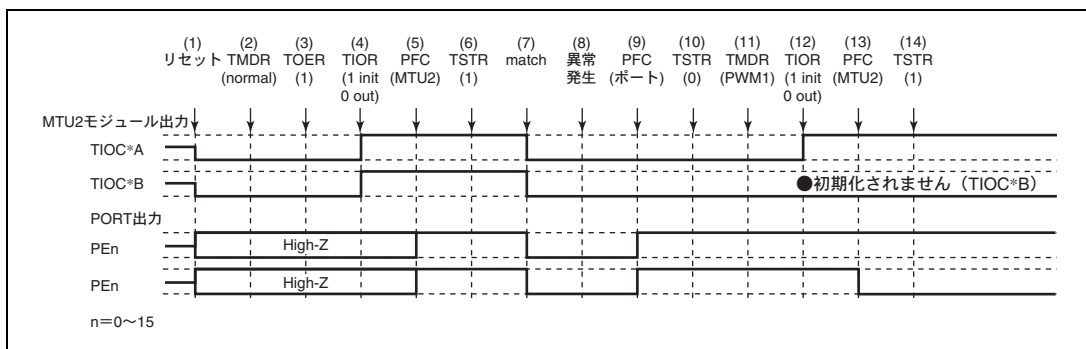 (1) (2) (3) (4) (5) (6) (7) (8) (9) (10) (11) (12) (13) (14)
リセット TMDR TOER TIOR PFC TSTR match 異常 PFC TSTR TMDR TIOR PFC TSTR
(normal) (1) (1 init (MTU2) (1) 発生 (ポート) (0) (PWM1) (1 init (MTU2) (1)
0 out) 0 out)
MTU2モジュール出力
TIOC*A
TIOC*B ●初期化されません（TIOC*B）
PORT出力
PEn High-Z
PEn High-Z
n＝0～15